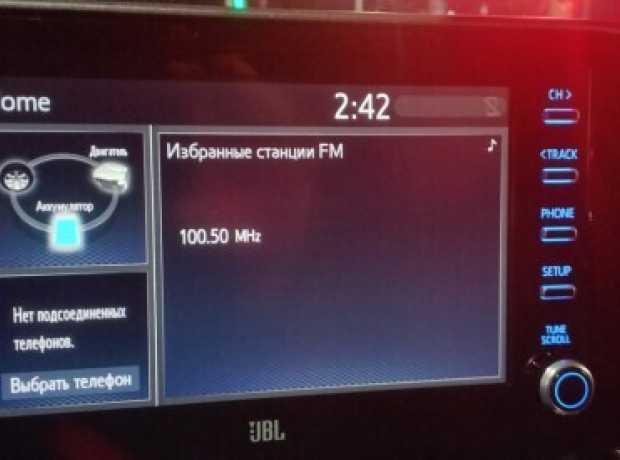 ome
2:42
CH >
Двигатель
Избранные станции FM
< TRACK
Аккумулятор
100.50 MHz
PHONE
SETUP
Нет подсоединенных
телефонов.
Выбрать телефон
TUNE
SCROLL
JBL